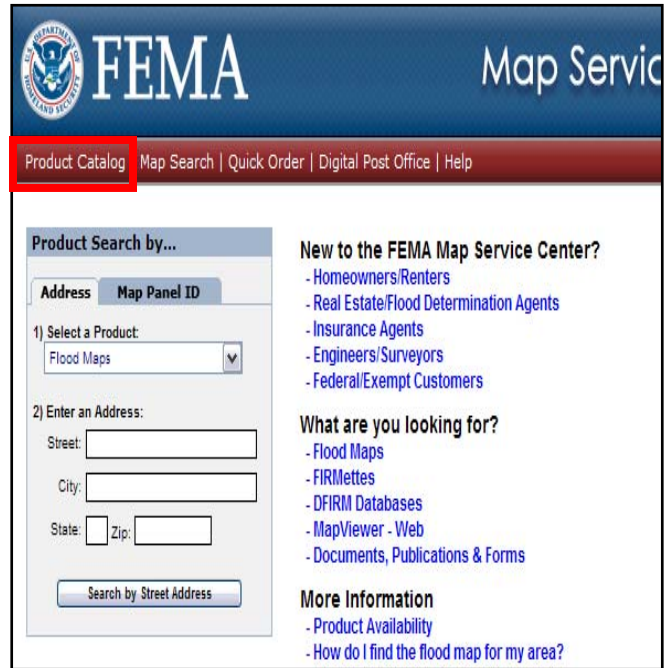 U.S. DEPARTMENT OF HOMELAND SECURITY
FEMA
Map Servic
Product Catalog | Map Search | Quick Order | Digital Post Office | Help
Product Search by...
Address Map Panel ID
1) Select a Product:
Flood Maps
2) Enter an Address:
Street:
City:
State: Zip:
Search by Street Address
New to the FEMA Map Service Center?
- Homeowners/Renters
- Real Estate/Flood Determination Agents
- Insurance Agents
- Engineers/Surveyors
- Federal/Exempt Customers
What are you looking for?
- Flood Maps
- FIRMettes
- DFIRM Databases
- MapViewer - Web
- Documents, Publications & Forms
More Information
- Product Availability
- How do I find the flood map for my area?